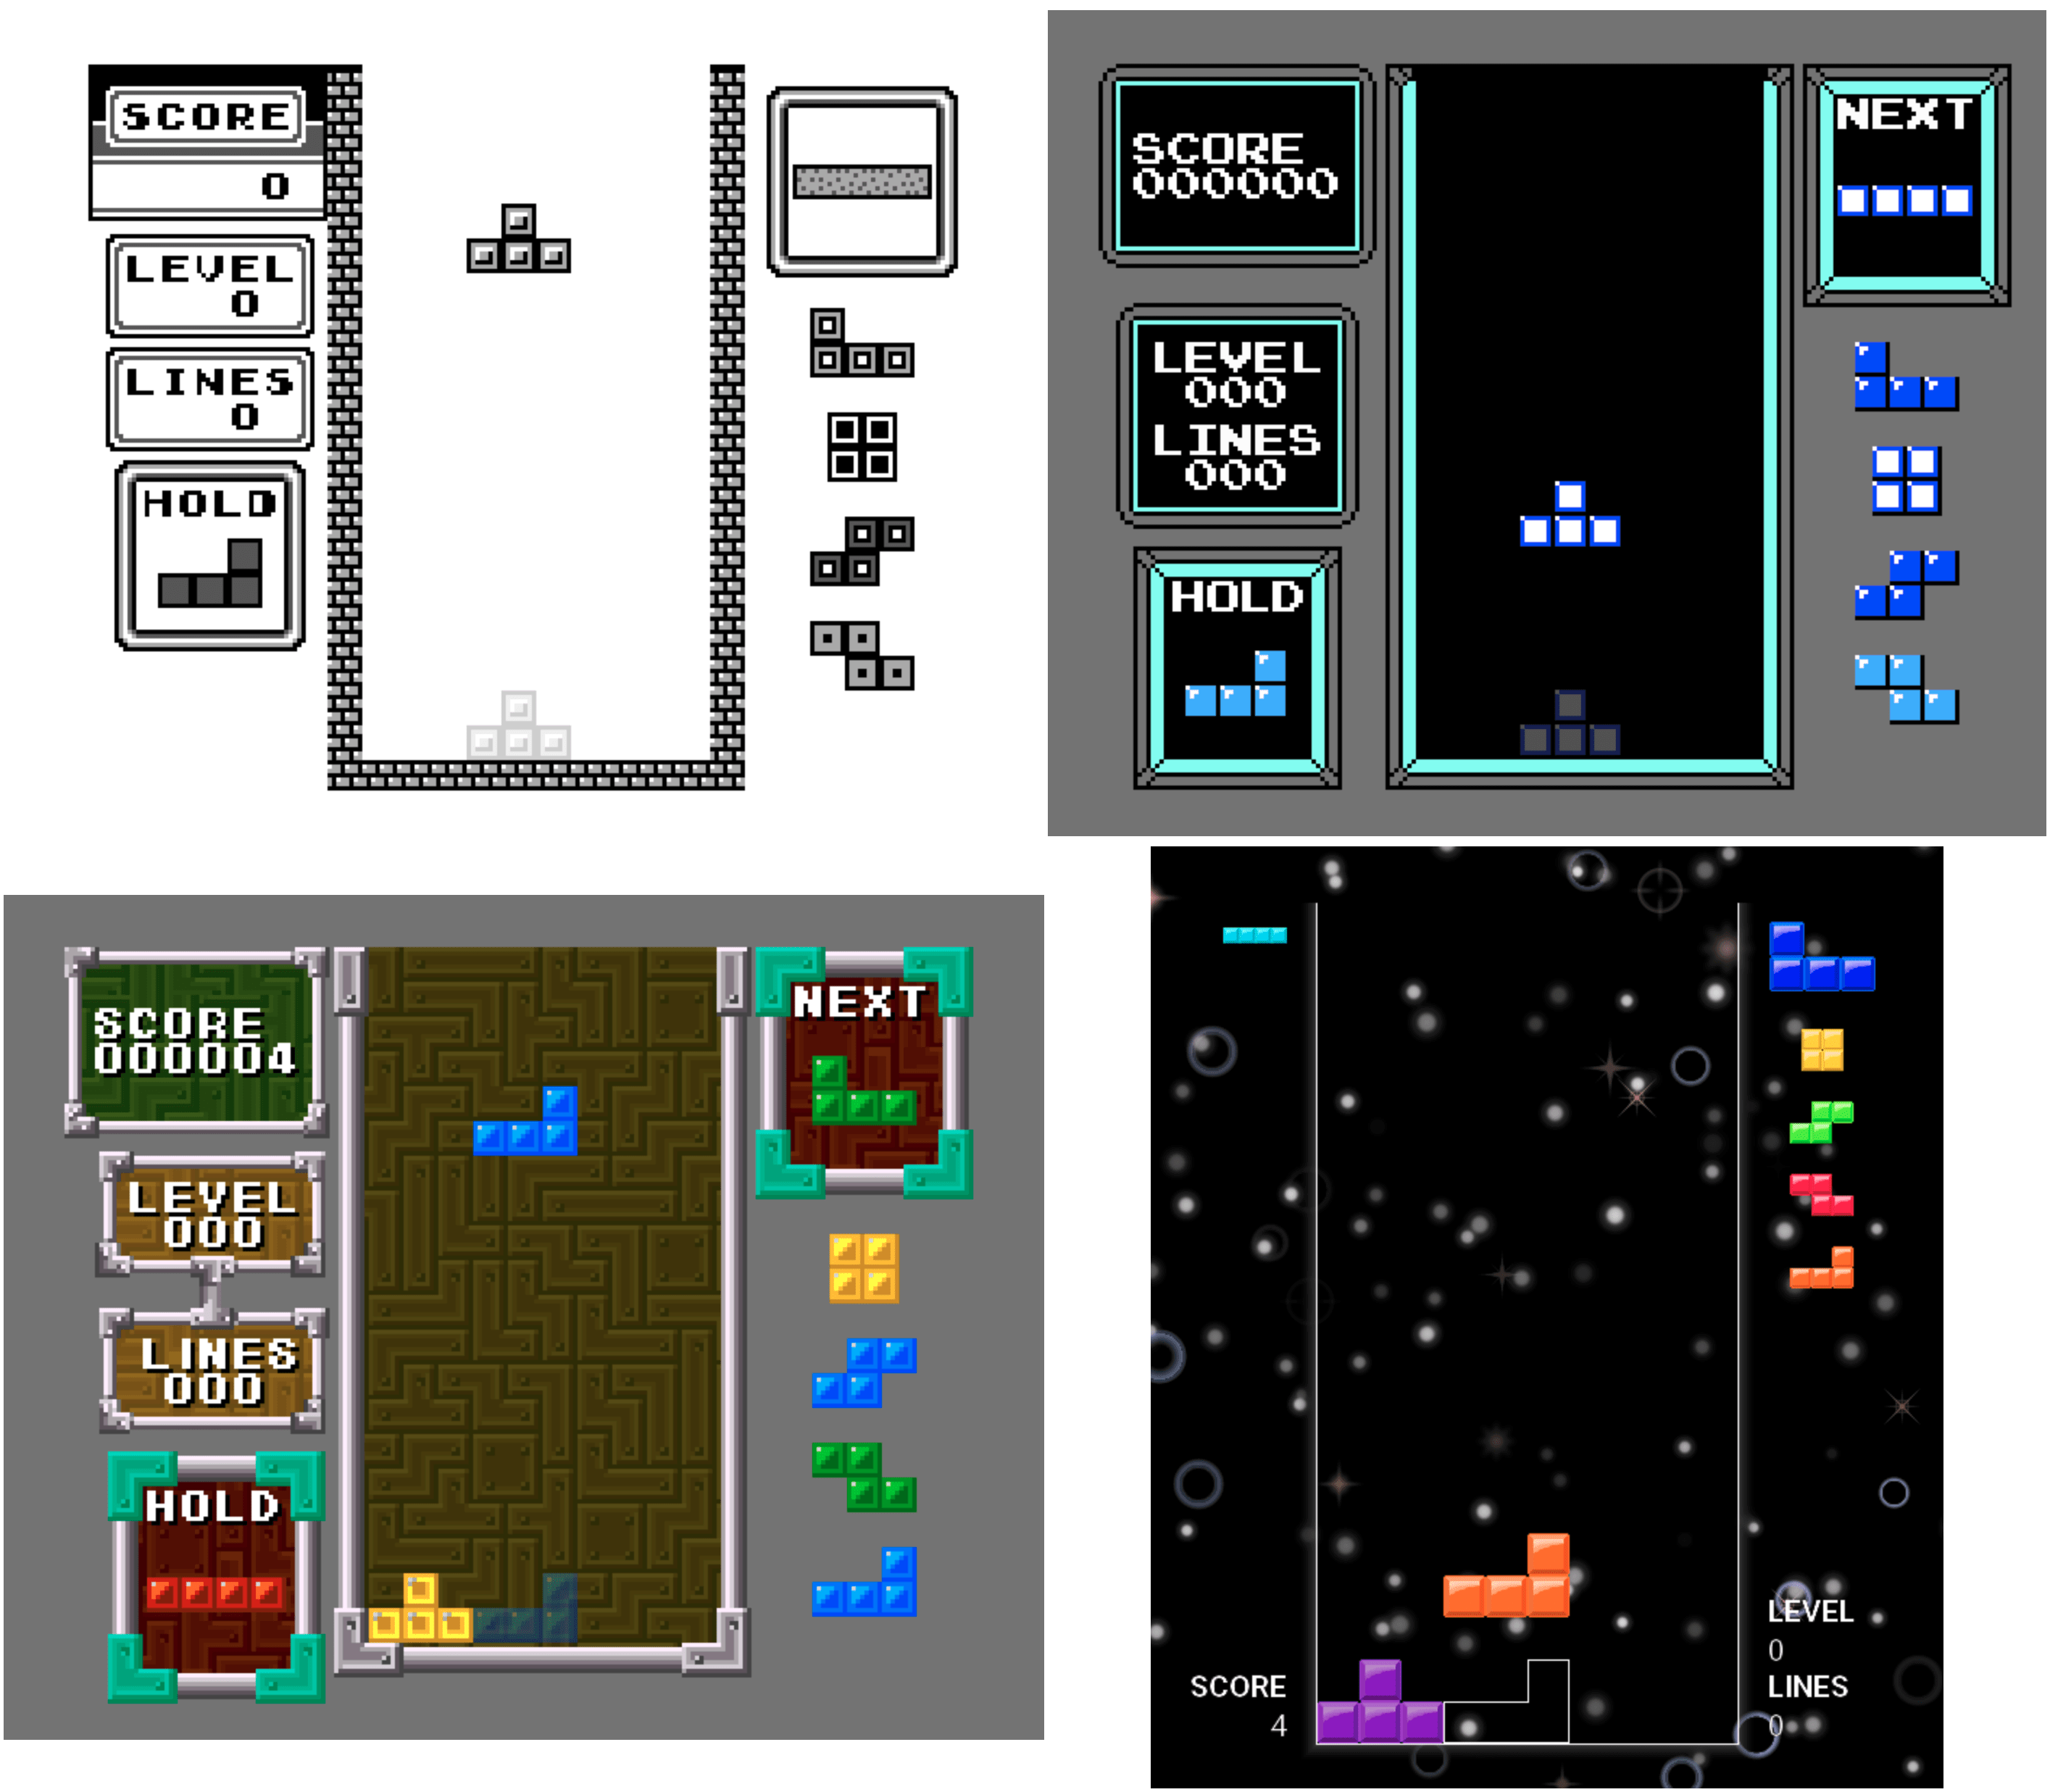 SCORE
0
LEVEL
0
LINES
0
HOLD
SCORE
000000
LEVEL
000
LINES
000
HOLD
NEXT
SCORE
000004
LEVEL
000
LINES
000
HOLD
NEXT
SCORE
4
LEVEL
0
LINES
0